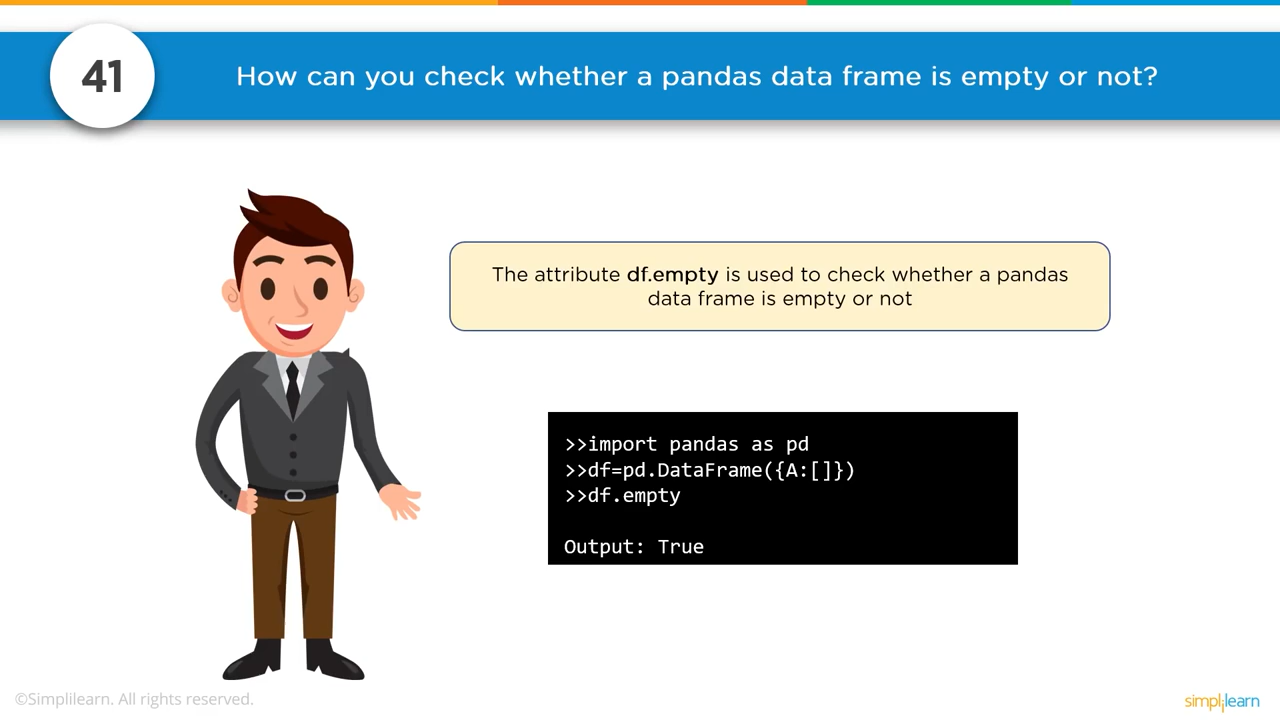 41
How can you check whether a pandas data frame is empty or not?
The attribute df.empty is used to check whether a pandas
data frame is empty or not
>>import pandas as pd
>>df=pd.DataFrame({A:[]})
>>df.empty
Output: True
©Simplilearn. All rights reserved.
simplilearn